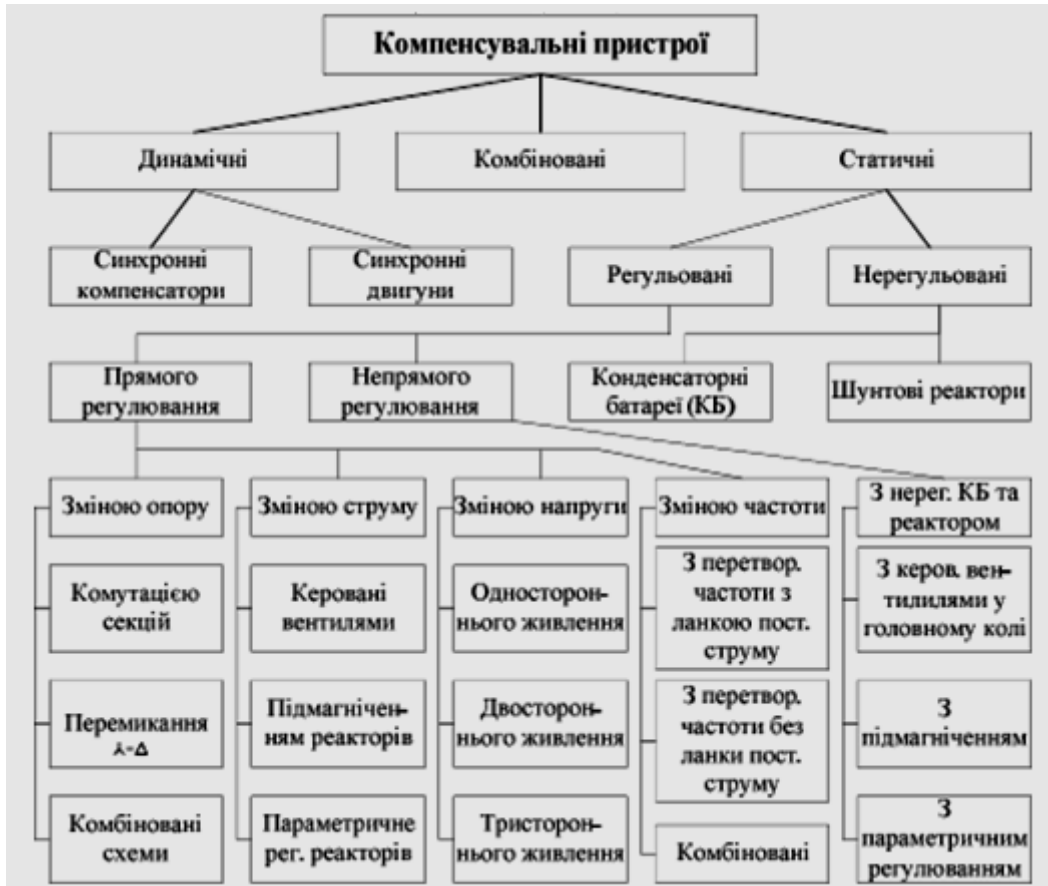 Компенсувальні пристрої
Динамічні
Комбіновані
Статичні
Синхронні
компенсатори
Синхронні
двигуни
Регульовані
Нерегульовані
Прямого
регулювання
Непрямого
регулювання
Конденсаторні
батареї (КБ)
Шунтові реактори
Зміною опору
Зміною струму
Зміною напруги
Зміною частоти
З нерег. КБ та
реактором
Комутацією
секцій
Керовані
вентилями
Односторон-
нього живлення
З перетвор.
частоти з
ланкою пост.
струму
З керов. вен-
тилилями у
головному колі
Перемикання
⅄-Δ
Підмагнічен-
ням реакторів
Двосторон-
нього живлення
З перетвор.
частоти без
ланки пост.
струму
З
підмагніченням
Комбіновані
схеми
Параметричне
рег. реакторів
Тристорон-
нього живлення
Комбіновані
З
параметричним
регулюванням